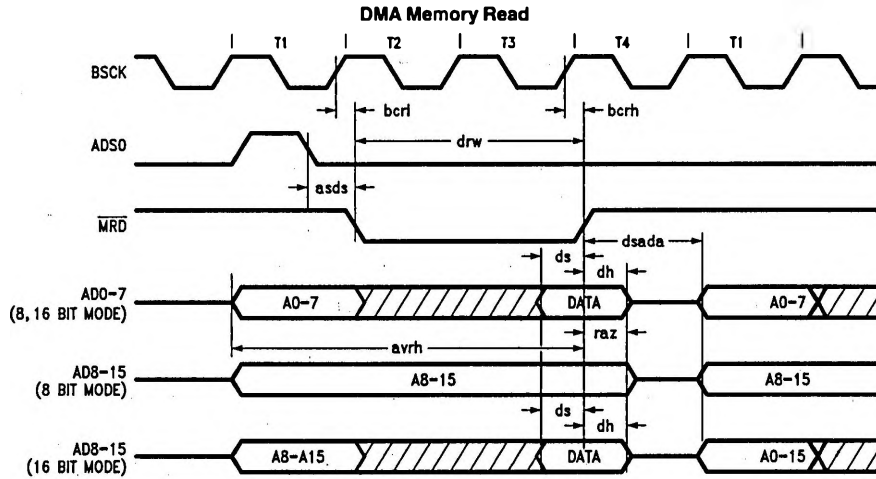 DMA Memory Read
T1 T2 T3 T4 T1
BSCK
bcrl bcrh
drw
ADS0
asds
MRD
dsada
ds dh
AD0-7
(8, 16 BIT MODE)
A0-7 DATA A0-7
raz
avrh
AD8-15
(8 BIT MODE)
A8-15 A8-15
ds dh
AD8-15
(16 BIT MODE)
A8-A15 DATA A0-15